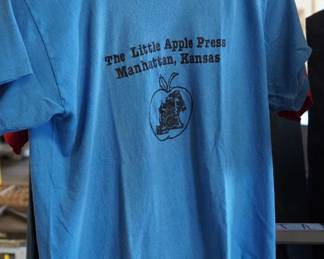 The Little Apple Press
Manhattan, Kansas